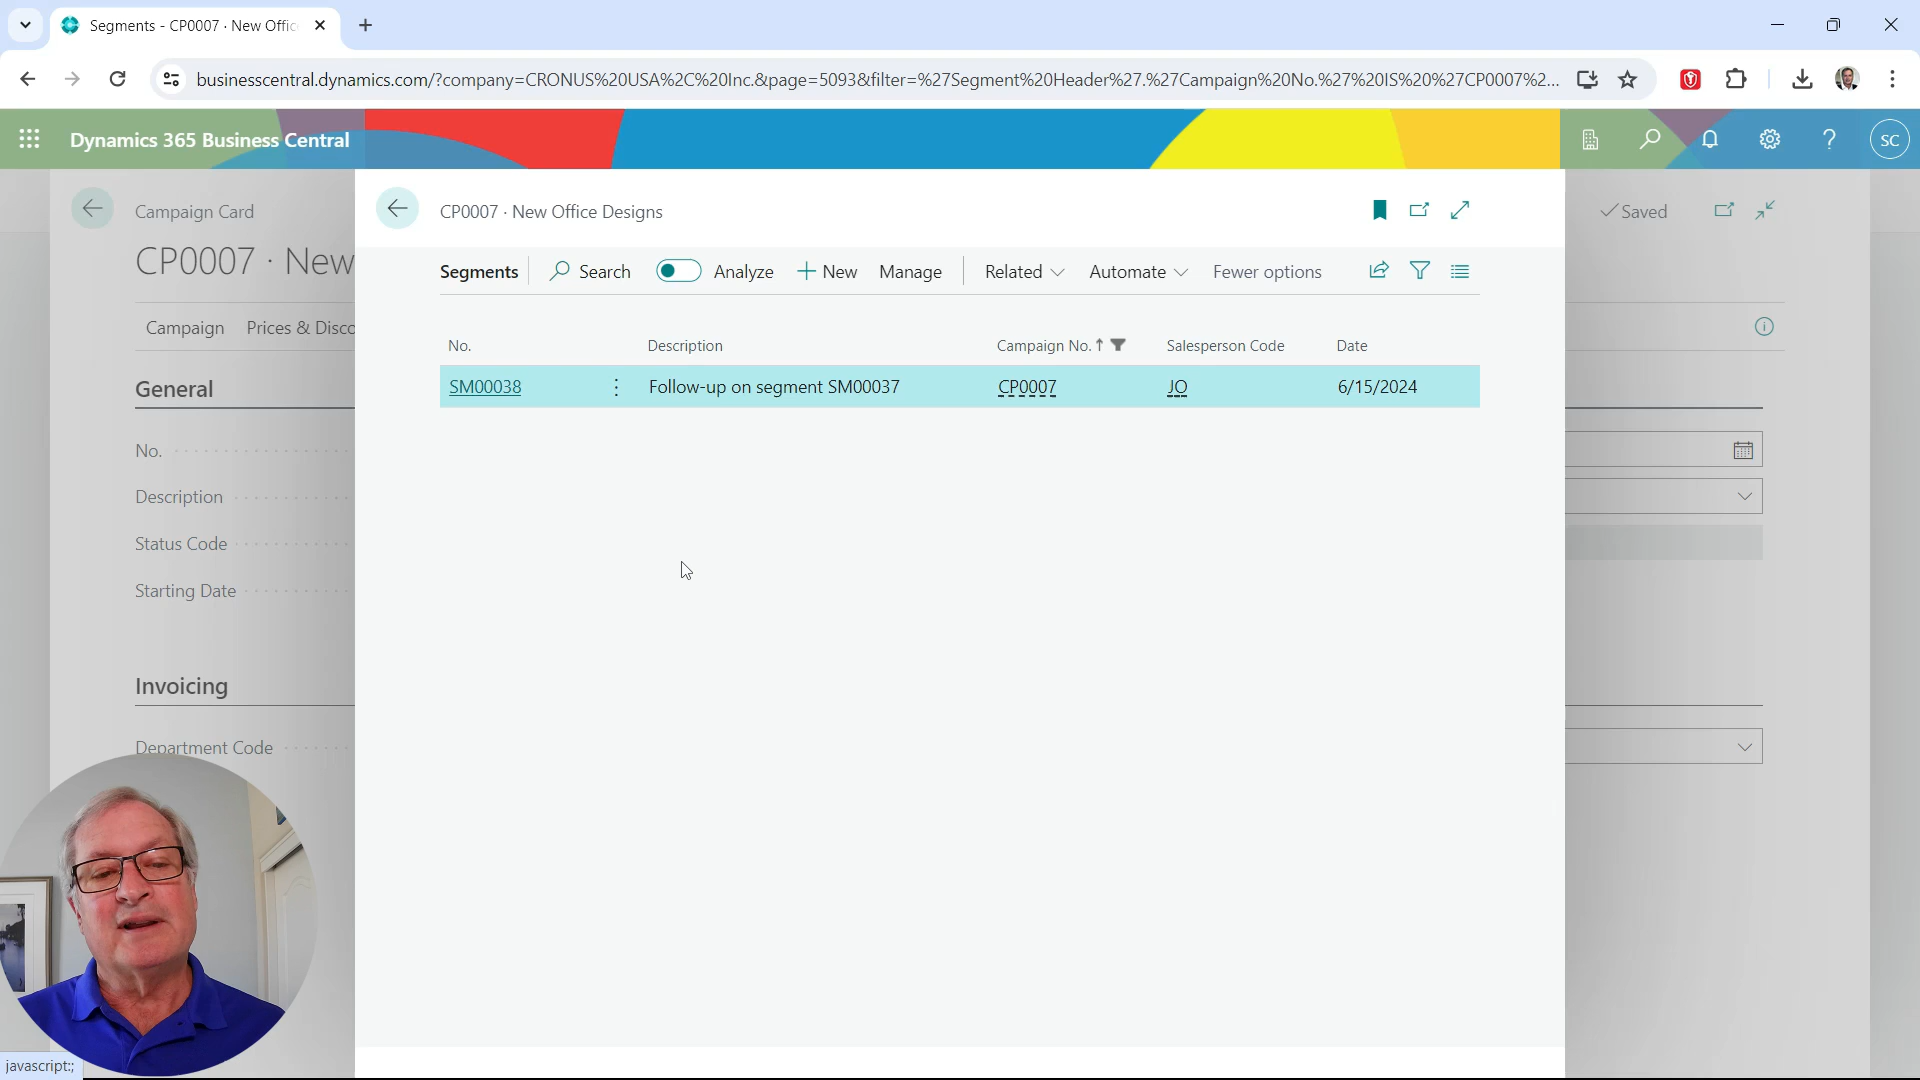 Segments - CP0007 · New Offic
businesscentral.dynamics.com/?company=CRONUS%20USA%2C%20Inc.&page=5093&filter=%27Segment%20Header%27.%27Campaign%20No.%27%20IS%20%27CP0007%2...
Dynamics 365 Business Central
SC
Campaign Card
CP0007 · New Office Designs
Saved
CP0007 · New
Segments
Search
Analyze
New
Manage
Related
Automate
Fewer options
Campaign
Prices & Disco
No.
Description
Campaign No.
Salesperson Code
Date
SM00038
Follow-up on segment SM00037
CP0007
JO
6/15/2024
General
No.
Description
Status Code
Starting Date
Invoicing
Department Code
javascript:;